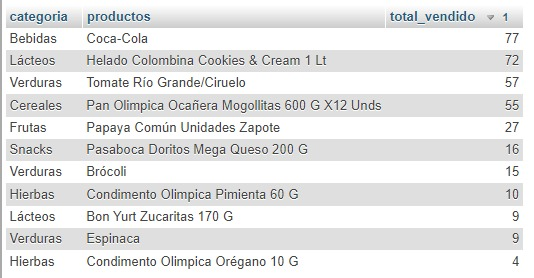 categoria productos total_vendido 1
Bebidas Coca-Cola 77
Lácteos Helado Colombina Cookies & Cream 1 Lt 72
Verduras Tomate Río Grande/Ciruelo 57
Cereales Pan Olimpica Ocañera Mogollitas 600 G X12 Unds 55
Frutas Papaya Común Unidades Zapote 27
Snacks Pasaboca Doritos Mega Queso 200 G 16
Verduras Brócoli 15
Hierbas Condimento Olimpica Pimienta 60 G 10
Lácteos Bon Yurt Zucaritas 170 G 9
Verduras Espinaca 9
Hierbas Condimento Olimpica Orégano 10 G 4